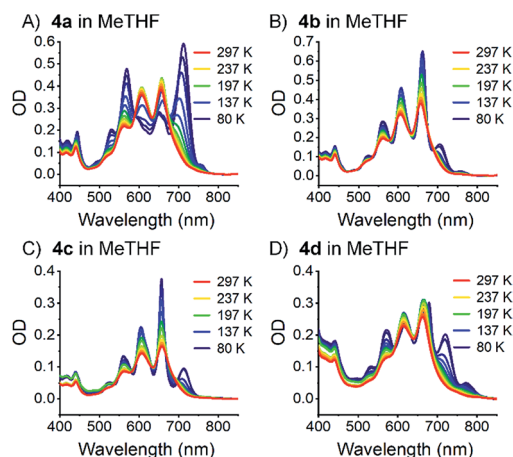 A) 4a in MeTHF
OD
0.6
0.5
0.4
0.3
0.2
0.1
0.0
297 K
237 K
197 K
137 K
80 K
400 500 600 700 800
Wavelength (nm)
B) 4b in MeTHF
OD
0.7
0.6
0.5
0.4
0.3
0.2
0.1
0.0
297 K
237 K
197 K
137 K
80 K
400 500 600 700 800
Wavelength (nm)
C) 4c in MeTHF
OD
0.4
0.3
0.2
0.1
0.0
297 K
237 K
197 K
137 K
80 K
400 500 600 700 800
Wavelength (nm)
D) 4d in MeTHF
OD
0.4
0.3
0.2
0.1
0.0
297 K
237 K
197 K
137 K
80 K
400 500 600 700 800
Wavelength (nm)